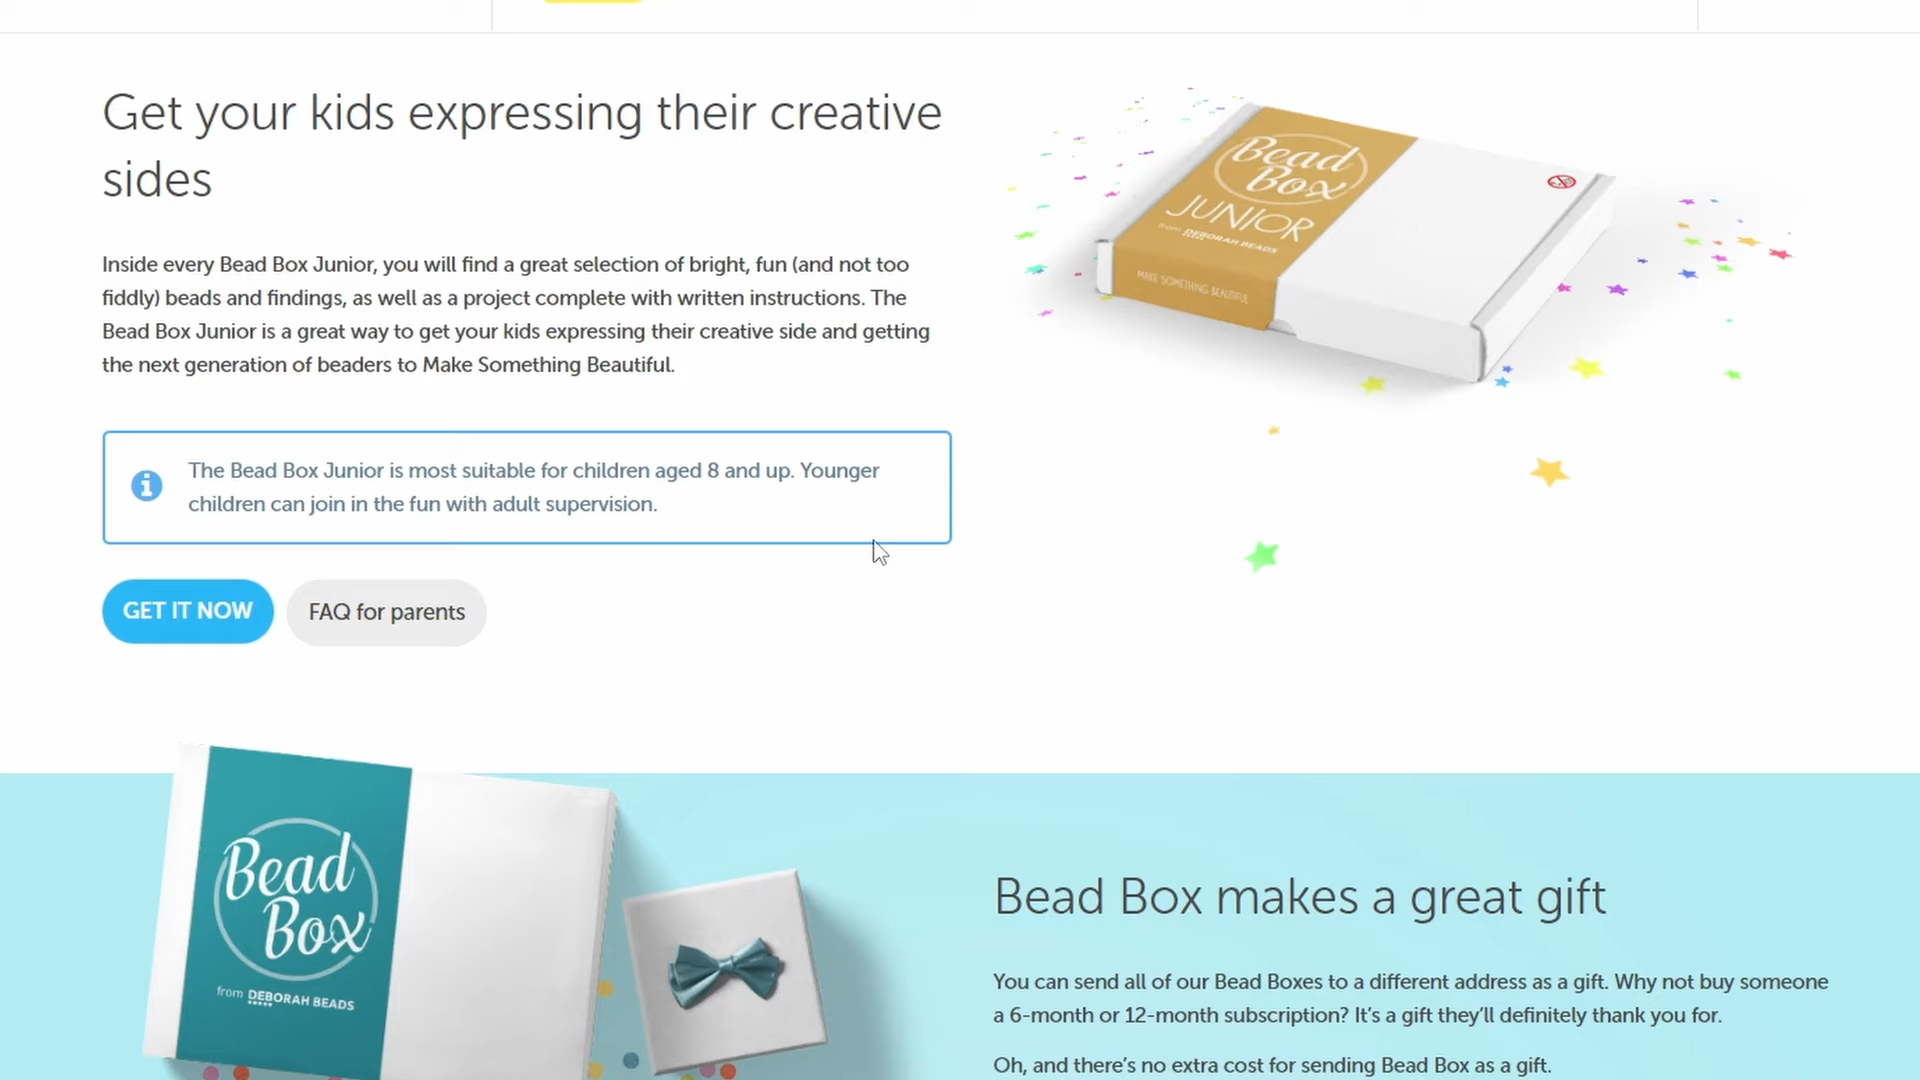 Get your kids expressing their creative
sides
Inside every Bead Box Junior, you will find a great selection of bright, fun (and not too
fiddly) beads and findings, as well as a project complete with written instructions. The
Bead Box Junior is a great way to get your kids expressing their creative side and getting
the next generation of beaders to Make Something Beautiful.
The Bead Box Junior is most suitable for children aged 8 and up. Younger
children can join in the fun with adult supervision.
GET IT NOW
FAQ for parents
Bead
Box
JUNIOR
from DEBORAH BEADS
MAKE SOMETHING BEAUTIFUL
Bead
Box
from DEBORAH BEADS
Bead Box makes a great gift
You can send all of our Bead Boxes to a different address as a gift. Why not buy someone
a 6-month or 12-month subscription? It’s a gift they’ll definitely thank you for.
Oh, and there’s no extra cost for sending Bead Box as a gift.